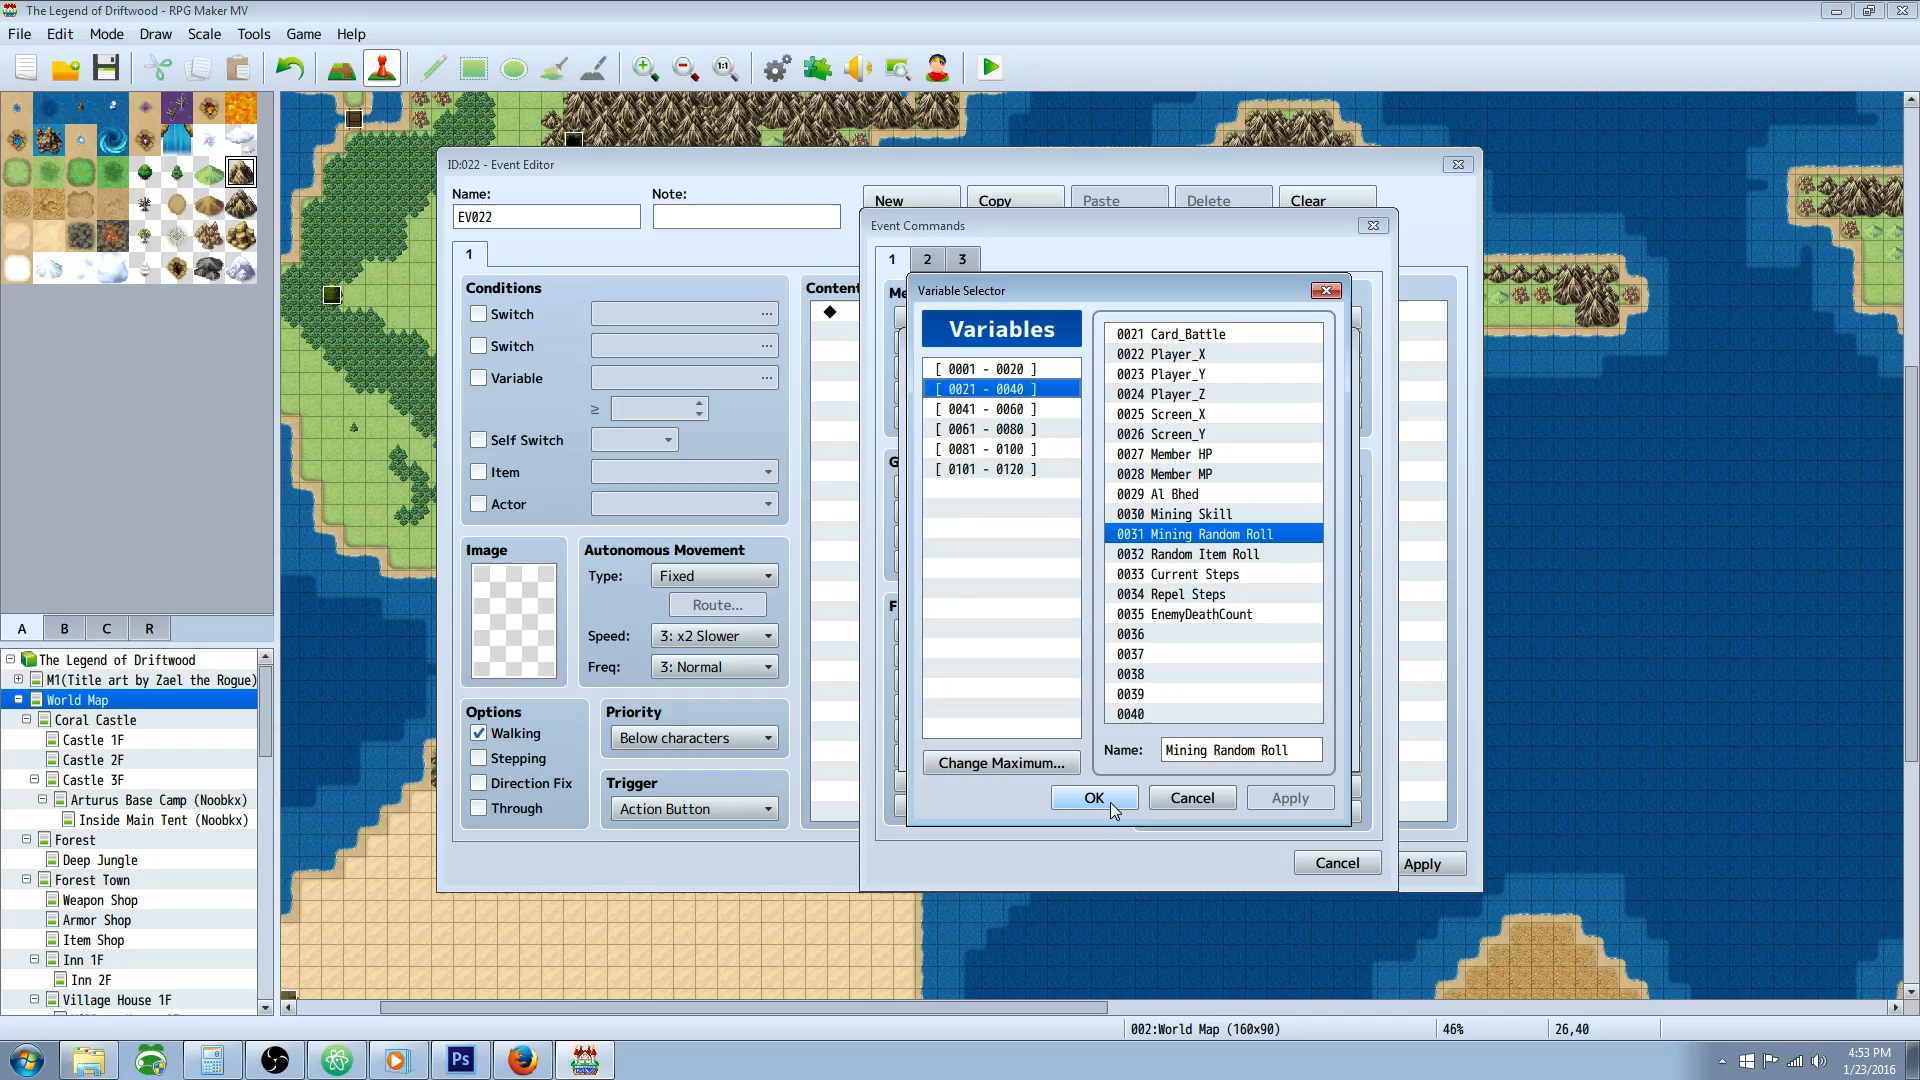 The Legend of Driftwood - RPG Maker MV
File Edit Mode Draw Scale Tools Game Help
1:1
ID:022 - Event Editor
Name:
Note:
EV022
New
Copy
Paste
Delete
Clear
1
Conditions
Switch ...
Switch ...
Variable ...
≥
Self Switch
Item
Actor
Content
Image
Autonomous Movement
Type: Fixed
Route...
Speed: 3: x2 Slower
Freq: 3: Normal
Options
Walking
Stepping
Direction Fix
Through
Priority
Below characters
Trigger
Action Button
Apply
Event Commands
1 2 3
Me
G
F
Cancel
Variable Selector
Variables
[ 0001 - 0020 ]
[ 0021 - 0040 ]
[ 0041 - 0060 ]
[ 0061 - 0080 ]
[ 0081 - 0100 ]
[ 0101 - 0120 ]
Change Maximum...
0021 Card_Battle
0022 Player_X
0023 Player_Y
0024 Player_Z
0025 Screen_X
0026 Screen_Y
0027 Member HP
0028 Member MP
0029 Al Bhed
0030 Mining Skill
0031 Mining Random Roll
0032 Random Item Roll
0033 Current Steps
0034 Repel Steps
0035 EnemyDeathCount
0036
0037
0038
0039
0040
Name: Mining Random Roll
OK
Cancel
Apply
A B C R
The Legend of Driftwood
M1(Title art by Zael the Rogue)
World Map
Coral Castle
Castle 1F
Castle 2F
Castle 3F
Arturus Base Camp (Noobkx)
Inside Main Tent (Noobkx)
Forest
Deep Jungle
Forest Town
Weapon Shop
Armor Shop
Item Shop
Inn 1F
Inn 2F
Village House 1F
002:World Map (160x90)
46%
26,40
Ps
4:53 PM
1/23/2016